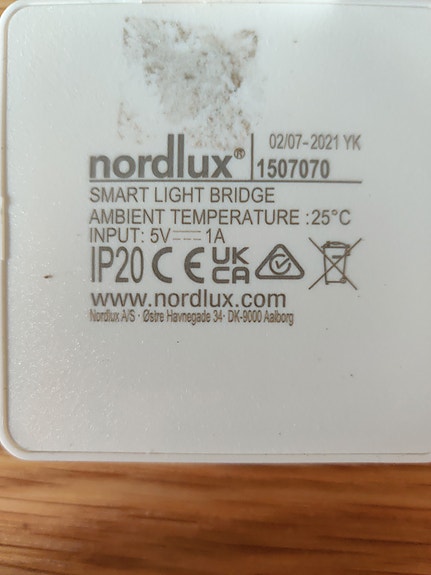 02/07-2021 YK
nordlux® 1507070
SMART LIGHT BRIDGE
AMBIENT TEMPERATURE :25°C
INPUT: 5V⎓1A
IP20 CE UK CA
www.nordlux.com
Nordlux A/S · Østre Havnegade 34· DK-9000 Aalborg